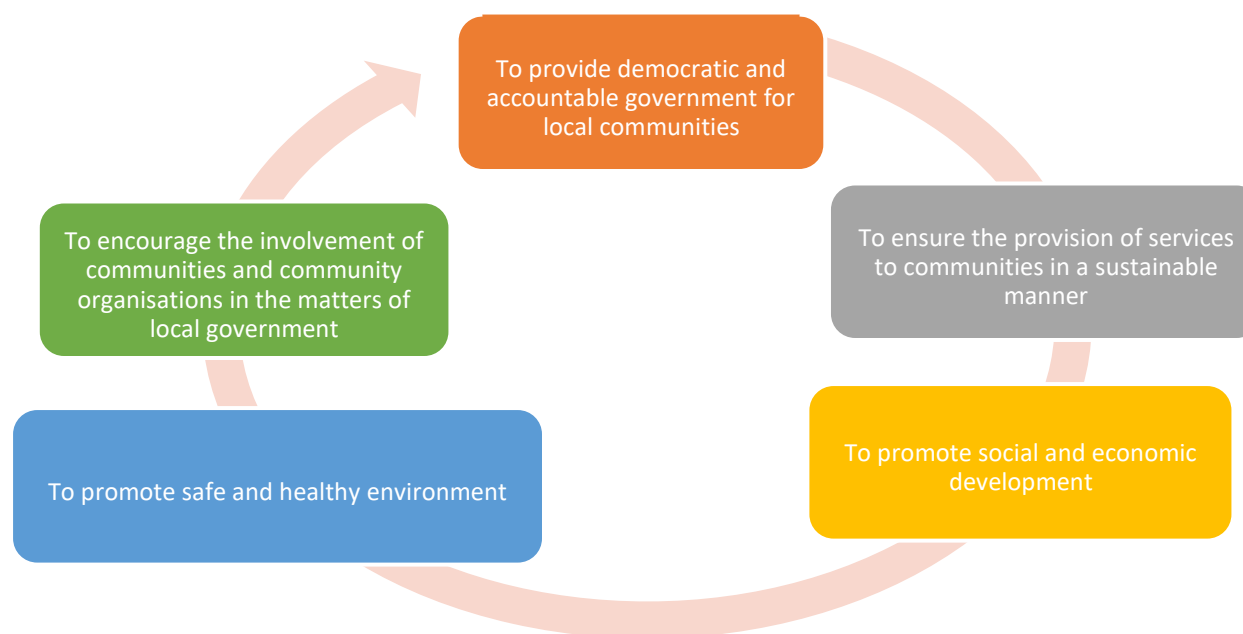 To provide democratic and
accountable government for
local communities
To ensure the provision of services
to communities in a sustainable
manner
To promote social and economic
development
To promote safe and healthy environment
To encourage the involvement of
communities and community
organisations in the matters of
local government